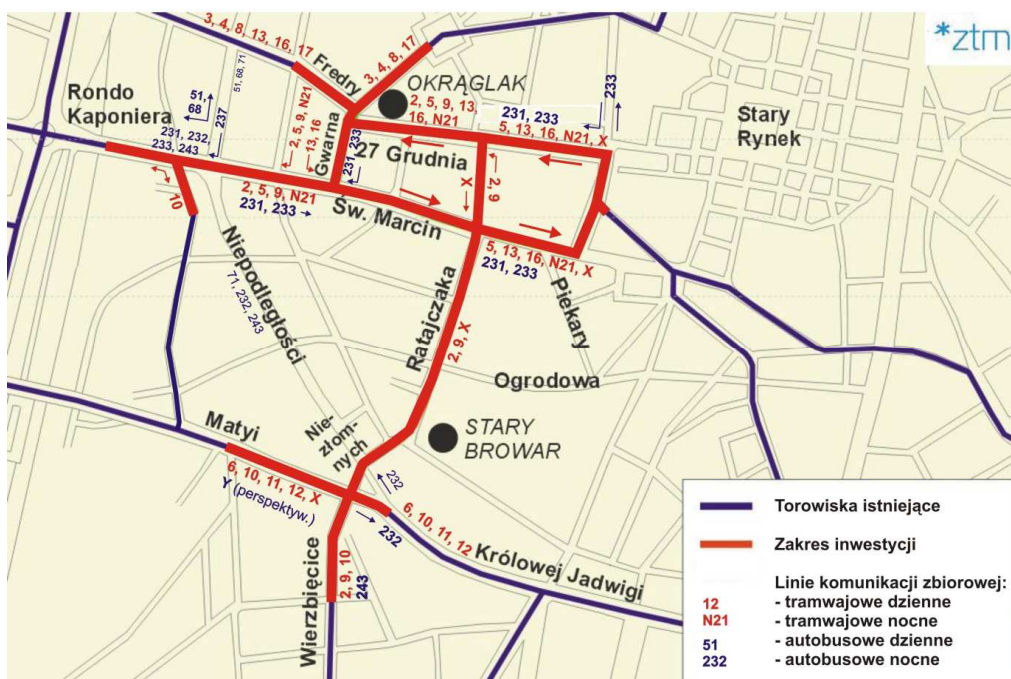 *ztm
3, 4, 8, 13, 16, 17
Fredry
3, 4, 8, 17
OKRĄGLAK
Rondo
Kaponiera
51,
68
237
51, 68, 71
231, 232,
233, 243
2, 5, 9, N21
13, 16
Gwarna
231, 233
2, 5, 9, 13,
16, N21
231, 233
233
5, 13, 16, N21, X
27 Grudnia
Stary
Rynek
10
2, 5, 9, N21
231, 233
Św. Marcin
X
2, 9
5, 13, 16, N21, X
231, 233
Niepodległości
71, 232, 243
Ratajczaka
2, 9, X
Piekary
Ogrodowa
Matyi
Nie-
złom-
nych
STARY
BROWAR
6, 10, 11, 12, X
Y (perspektyw.)
232
232
6, 10, 11, 12
Królowej Jadwigi
Wierzbięcice
2, 9, 10
243
Torowiska istniejące
Zakres inwestycji
Linie komunikacji zbiorowej:
12 - tramwajowe dzienne
N21 - tramwajowe nocne
51 - autobusowe dzienne
232 - autobusowe nocne